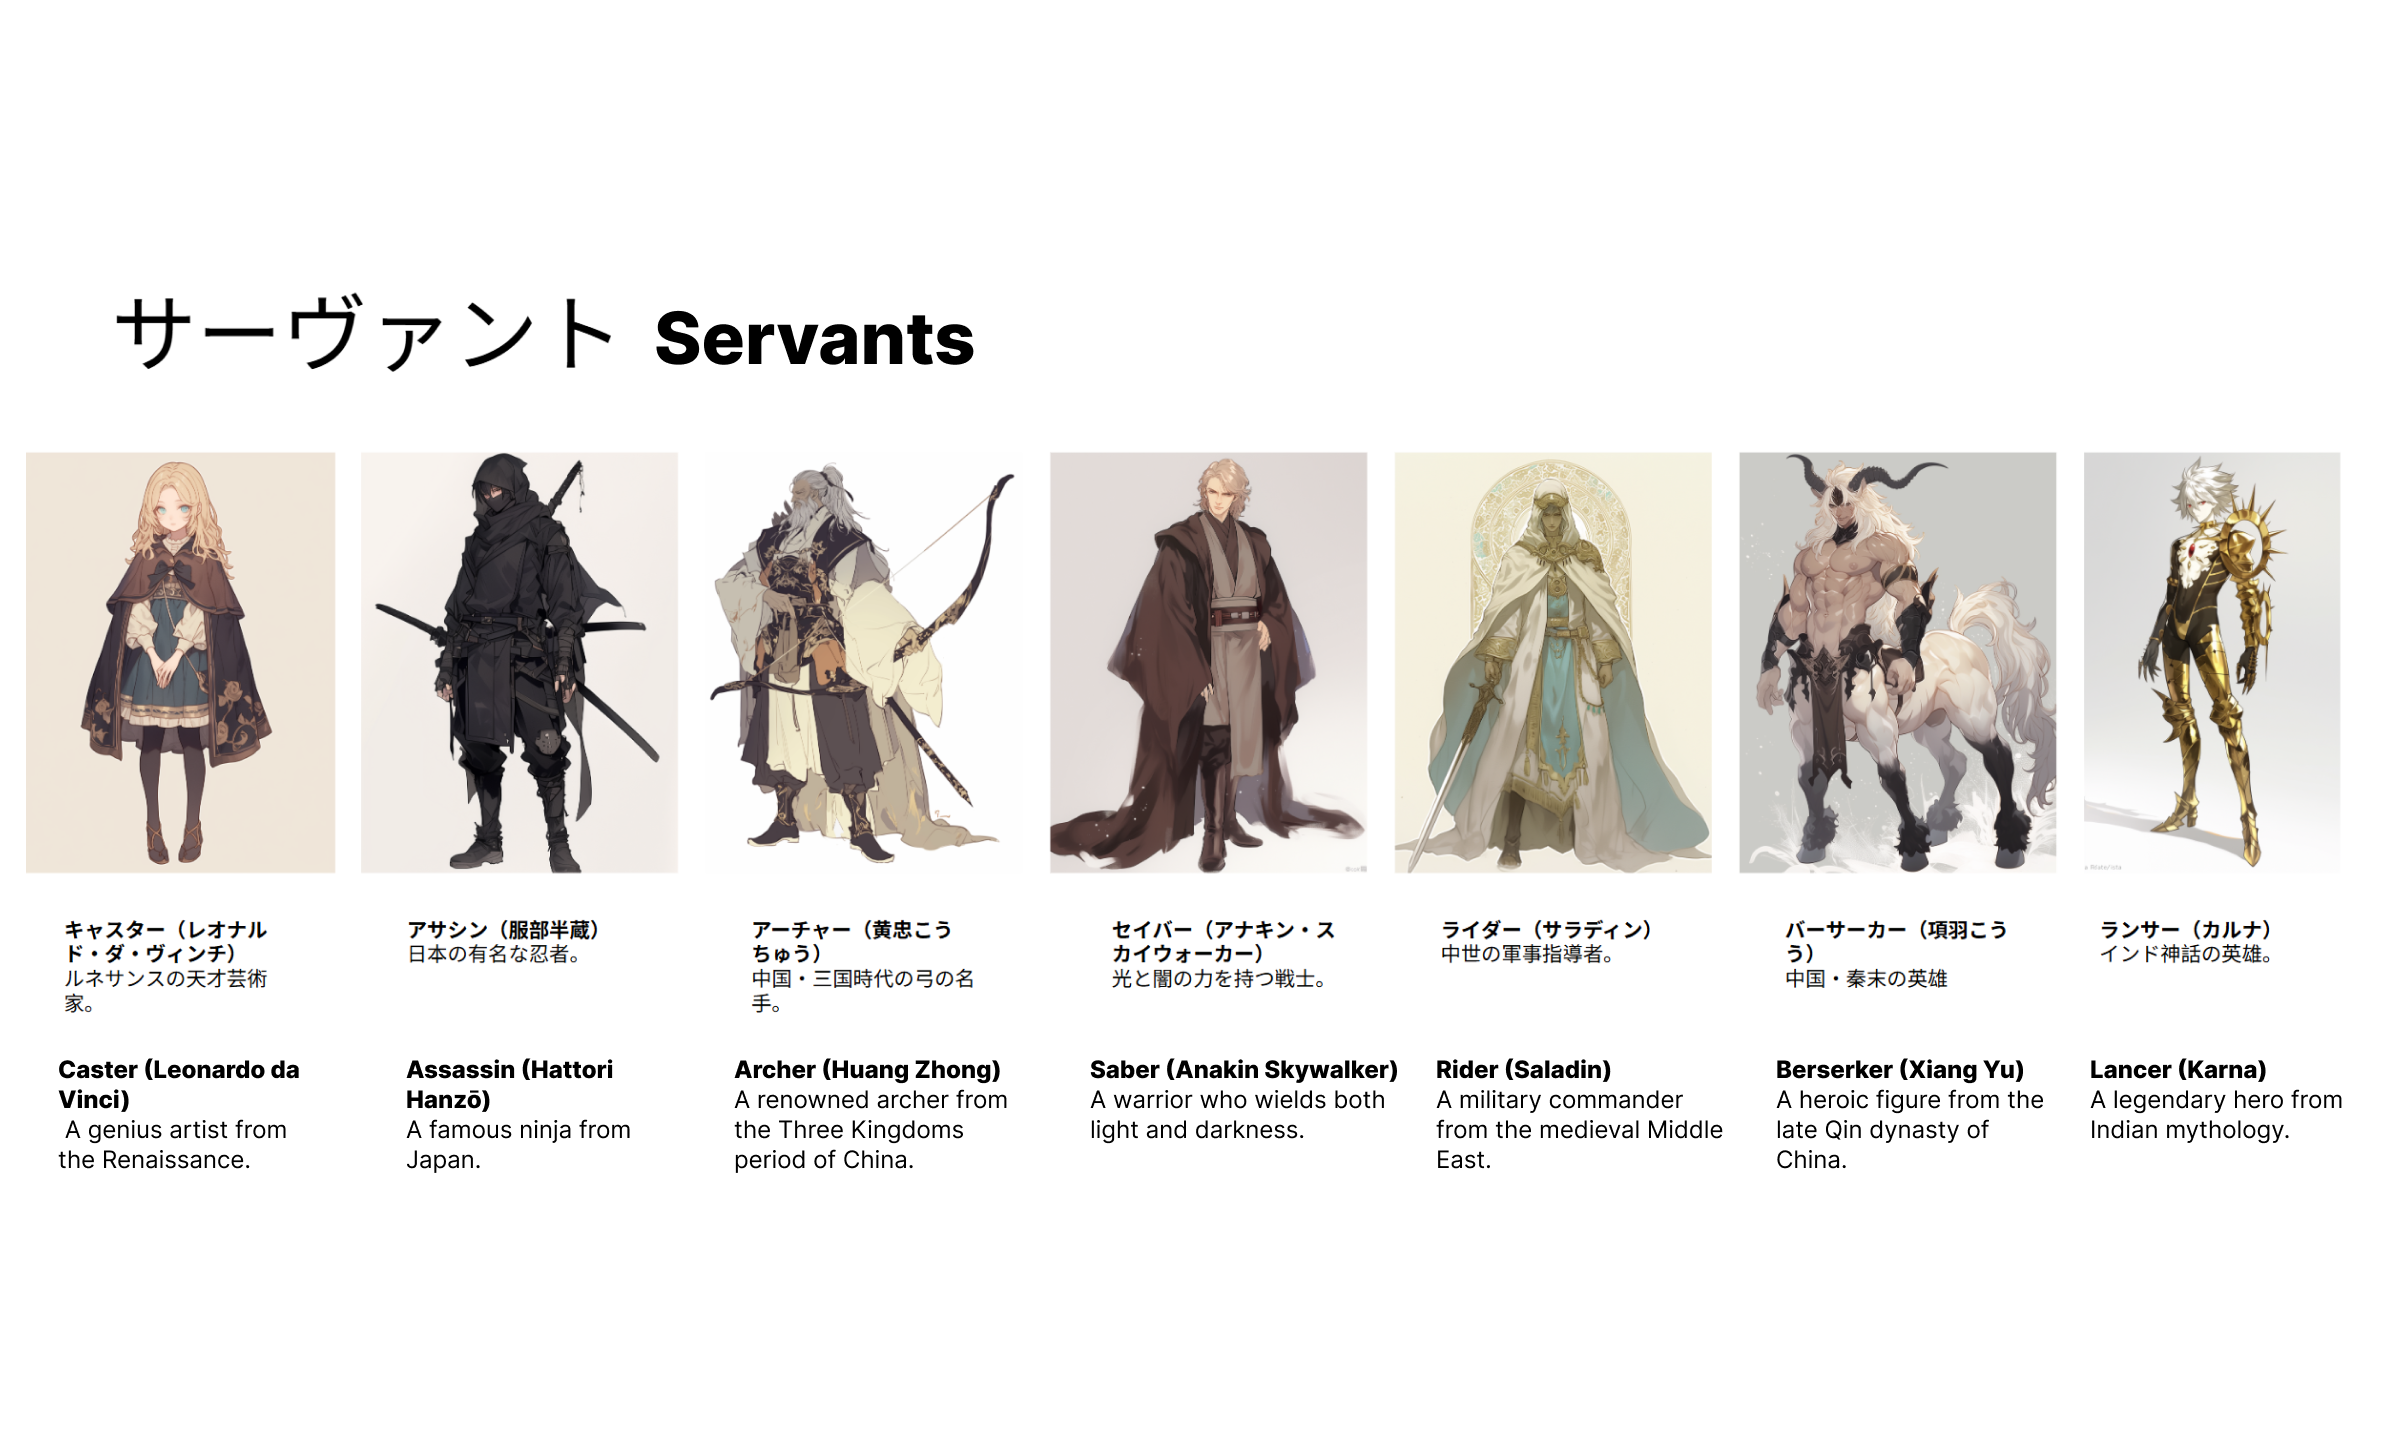 サーヴァント Servants
キャスター（レオナル
ド・ダ・ヴィンチ）
ルネサンスの天才芸術
家。
アサシン（服部半蔵）
日本の有名な忍者。
アーチャー（黄忠こう
ちゅう）
中国・三国時代の弓の名
手。
セイバー（アナキン・ス
カイウォーカー）
光と闇の力を持つ戦士。
ライダー（サラディン）
中世の軍事指導者。
バーサーカー（項羽こう
う）
中国・秦末の英雄
ランサー（カルナ）
インド神話の英雄。
Caster (Leonardo da
Vinci)
A genius artist from
the Renaissance.
Assassin (Hattori
Hanzō)
A famous ninja from
Japan.
Archer (Huang Zhong)
A renowned archer from
the Three Kingdoms
period of China.
Saber (Anakin Skywalker)
A warrior who wields both
light and darkness.
Rider (Saladin)
A military commander
from the medieval Middle
East.
Berserker (Xiang Yu)
A heroic figure from the
late Qin dynasty of
China.
Lancer (Karna)
A legendary hero from
Indian mythology.